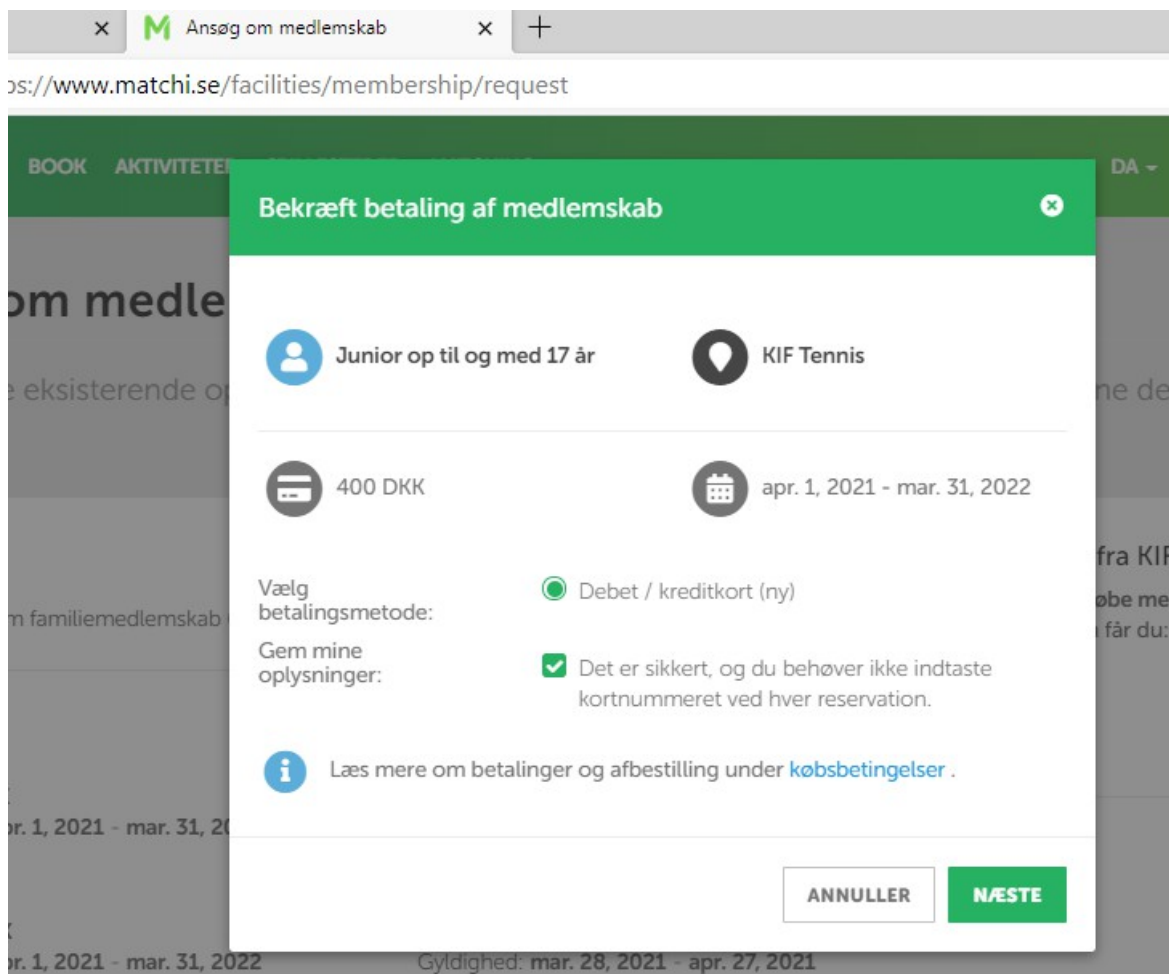 Ansøg om medlemskab
ps://www.matchi.se/facilities/membership/request
BOOK AKTIVITETER DA
Bekræft betaling af medlemskab
om medle
Junior op til og med 17 år KIF Tennis
eksisterende op ne de
400 DKK apr. 1, 2021 - mar. 31, 2022
fra KIF
Vælg
betalingsmetode:
Debet / kreditkort (ny)
øbe me
m familiemedlemskab
får du:
Gem mine
oplysninger:
Det er sikkert, og du behøver ikke indtaste
kortnummeret ved hver reservation.
Læs mere om betalinger og afbestilling under købsbetingelser .
pr. 1, 2021 - mar. 31, 20
ANNULLER NÆSTE
pr. 1, 2021 - mar. 31, 2022 Gyldighed: mar. 28, 2021 - apr. 27, 2021